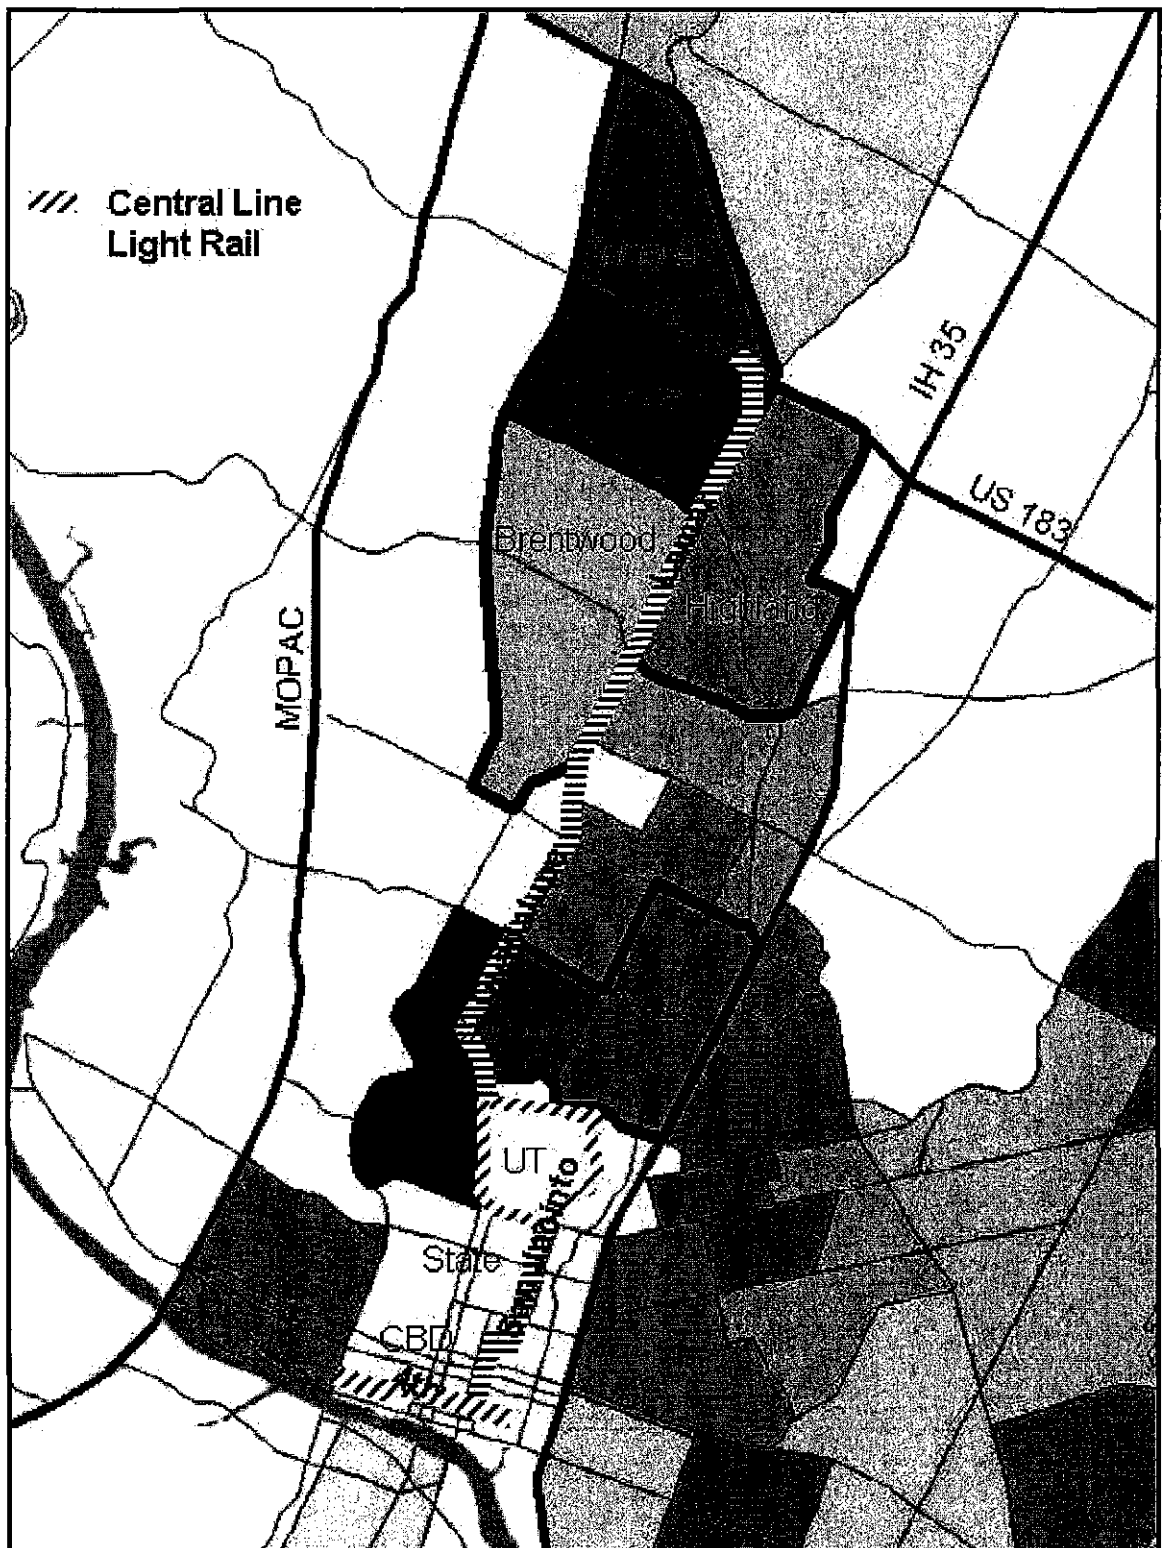 Central Line
Light Rail
IH 35
US 183
Brentwood
Highland
MOPAC
UT
State
CBD
4th